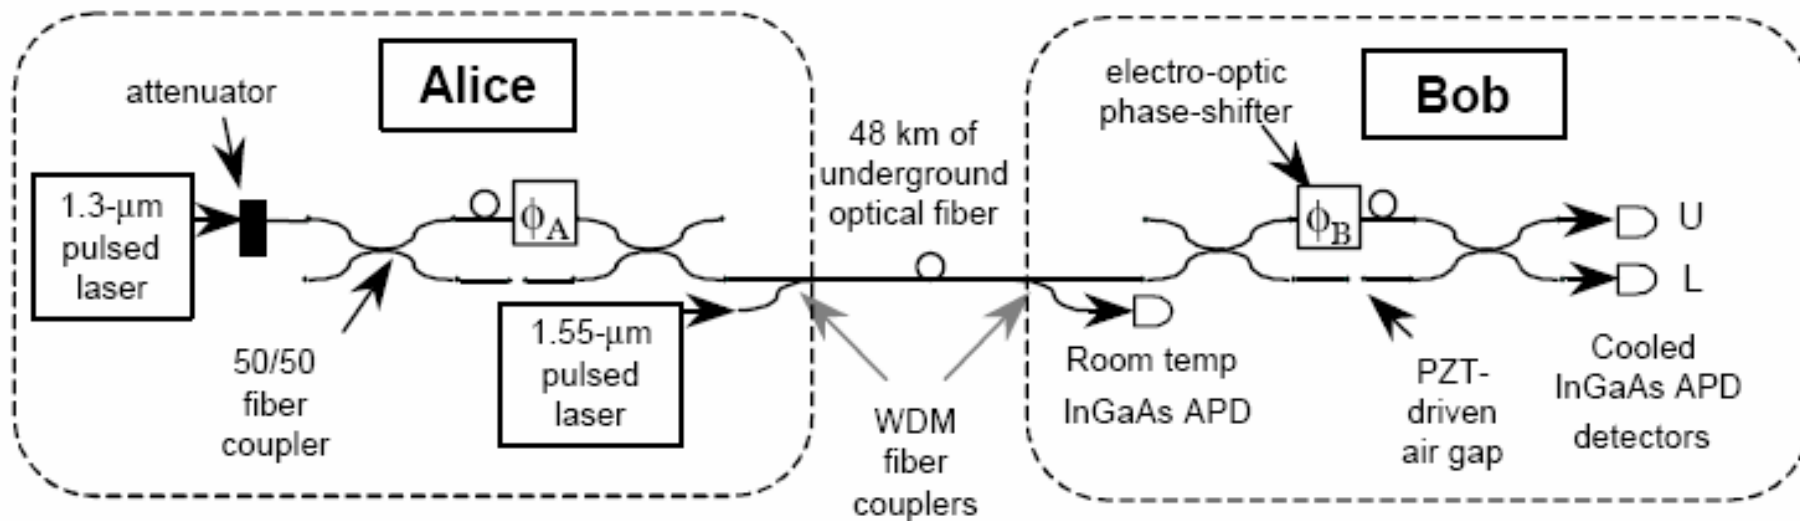 Alice
attenuator
1.3-μm
pulsed
laser
ϕA
50/50
fiber
coupler
1.55-μm
pulsed
laser
48 km of
underground
optical fiber
WDM
fiber
couplers
Bob
electro-optic
phase-shifter
ϕB
U
L
Room temp
InGaAs APD
PZT-
driven
air gap
Cooled
InGaAs APD
detectors